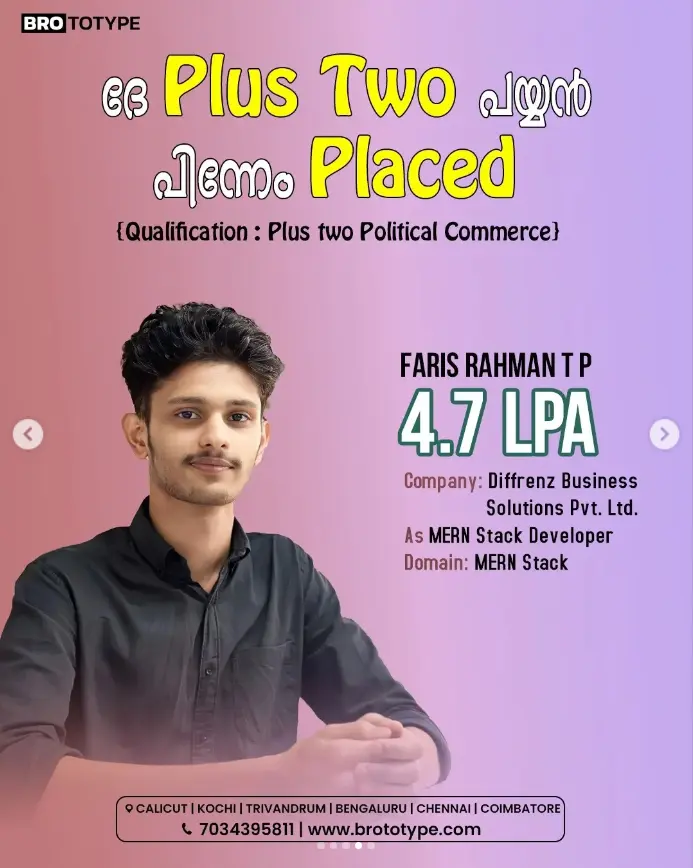 BROTOTYPE
ദേ Plus Two പയ്യൻ
പിന്നേം Placed
{Qualification : Plus two Political Commerce}
FARIS RAHMAN T P
4.7 LPA
Company: Diffrenz Business
Solutions Pvt. Ltd.
As MERN Stack Developer
Domain: MERN Stack
CALICUT | KOCHI | TRIVANDRUM | BENGALURU | CHENNAI | COIMBATORE
7034395811 | www.brototype.com